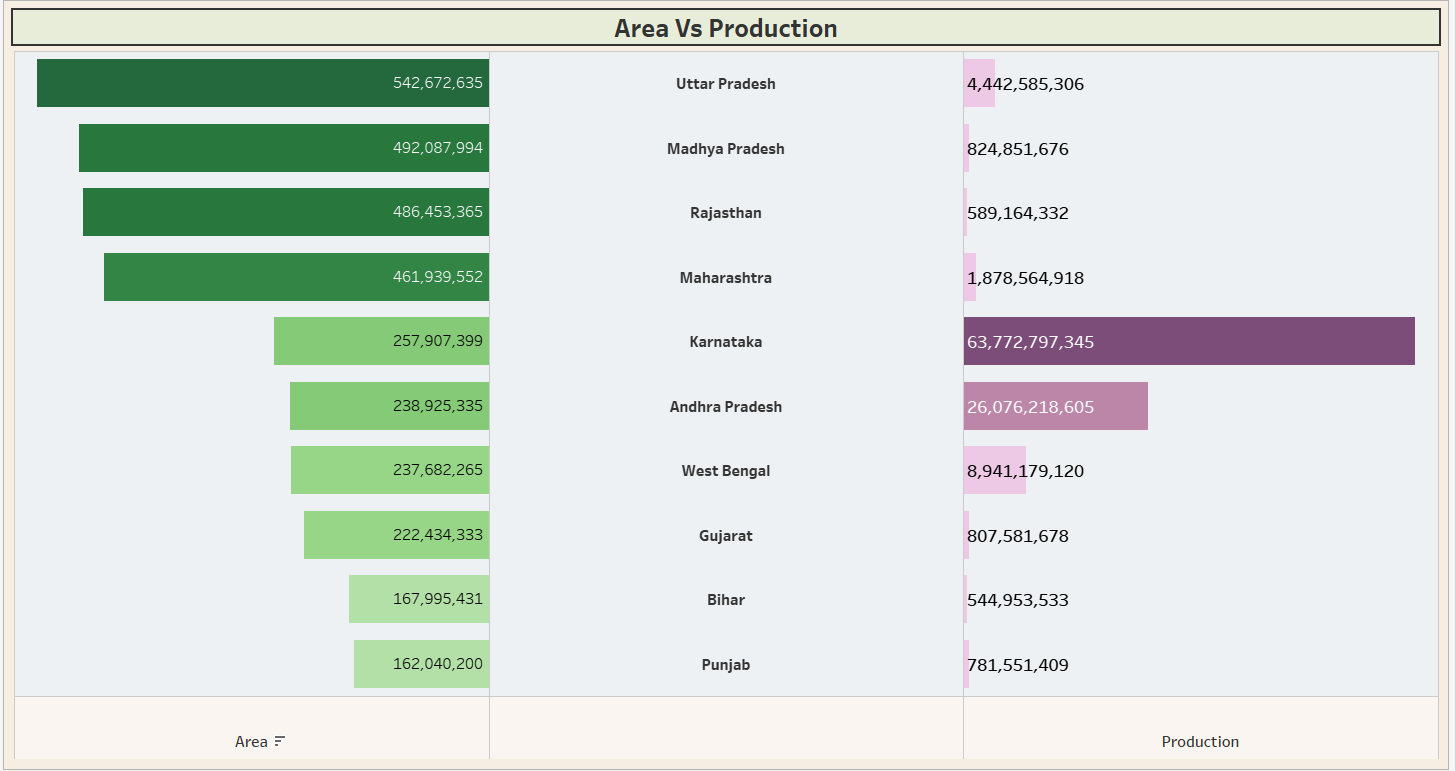 Area Vs Production
542,672,635 Uttar Pradesh 4,442,585,306
492,087,994 Madhya Pradesh 824,851,676
486,453,365 Rajasthan 589,164,332
461,939,552 Maharashtra 1,878,564,918
257,907,399 Karnataka 63,772,797,345
238,925,335 Andhra Pradesh 26,076,218,605
237,682,265 West Bengal 8,941,179,120
222,434,333 Gujarat 807,581,678
167,995,431 Bihar 544,953,533
162,040,200 Punjab 781,551,409
Area Production